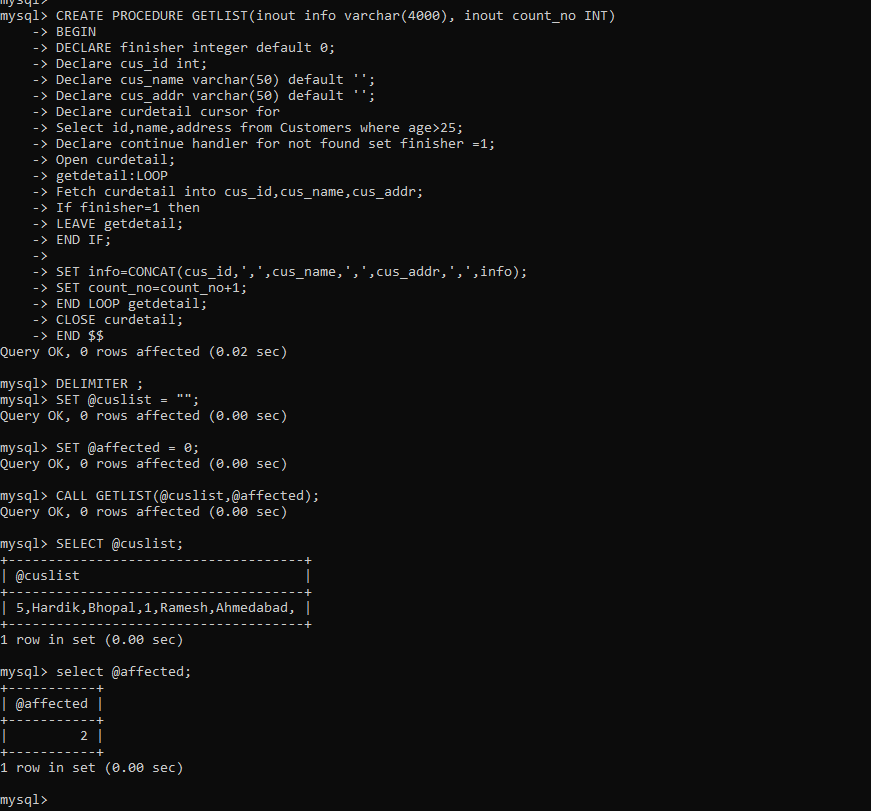 mysql>
mysql> CREATE PROCEDURE GETLIST(inout info varchar(4000), inout count_no INT)
    -> BEGIN
    -> DECLARE finisher integer default 0;
    -> Declare cus_id int;
    -> Declare cus_name varchar(50) default '';
    -> Declare cus_addr varchar(50) default '';
    -> Declare curdetail cursor for
    -> Select id,name,address from Customers where age>25;
    -> Declare continue handler for not found set finisher =1;
    -> Open curdetail;
    -> getdetail:LOOP
    -> Fetch curdetail into cus_id,cus_name,cus_addr;
    -> If finisher=1 then
    -> LEAVE getdetail;
    -> END IF;
    ->
    -> SET info=CONCAT(cus_id,',',cus_name,',',cus_addr,',',info);
    -> SET count_no=count_no+1;
    -> END LOOP getdetail;
    -> CLOSE curdetail;
    -> END $$
Query OK, 0 rows affected (0.02 sec)

mysql> DELIMITER ;
mysql> SET @cuslist = "";
Query OK, 0 rows affected (0.00 sec)

mysql> SET @affected = 0;
Query OK, 0 rows affected (0.00 sec)

mysql> CALL GETLIST(@cuslist,@affected);
Query OK, 0 rows affected (0.00 sec)

mysql> SELECT @cuslist;
+-------------------------------------+
| @cuslist                            |
+-------------------------------------+
| 5,Hardik,Bhopal,1,Ramesh,Ahmedabad, |
+-------------------------------------+
1 row in set (0.00 sec)

mysql> select @affected;
+-----------+
| @affected |
+-----------+
|         2 |
+-----------+
1 row in set (0.00 sec)

mysql>